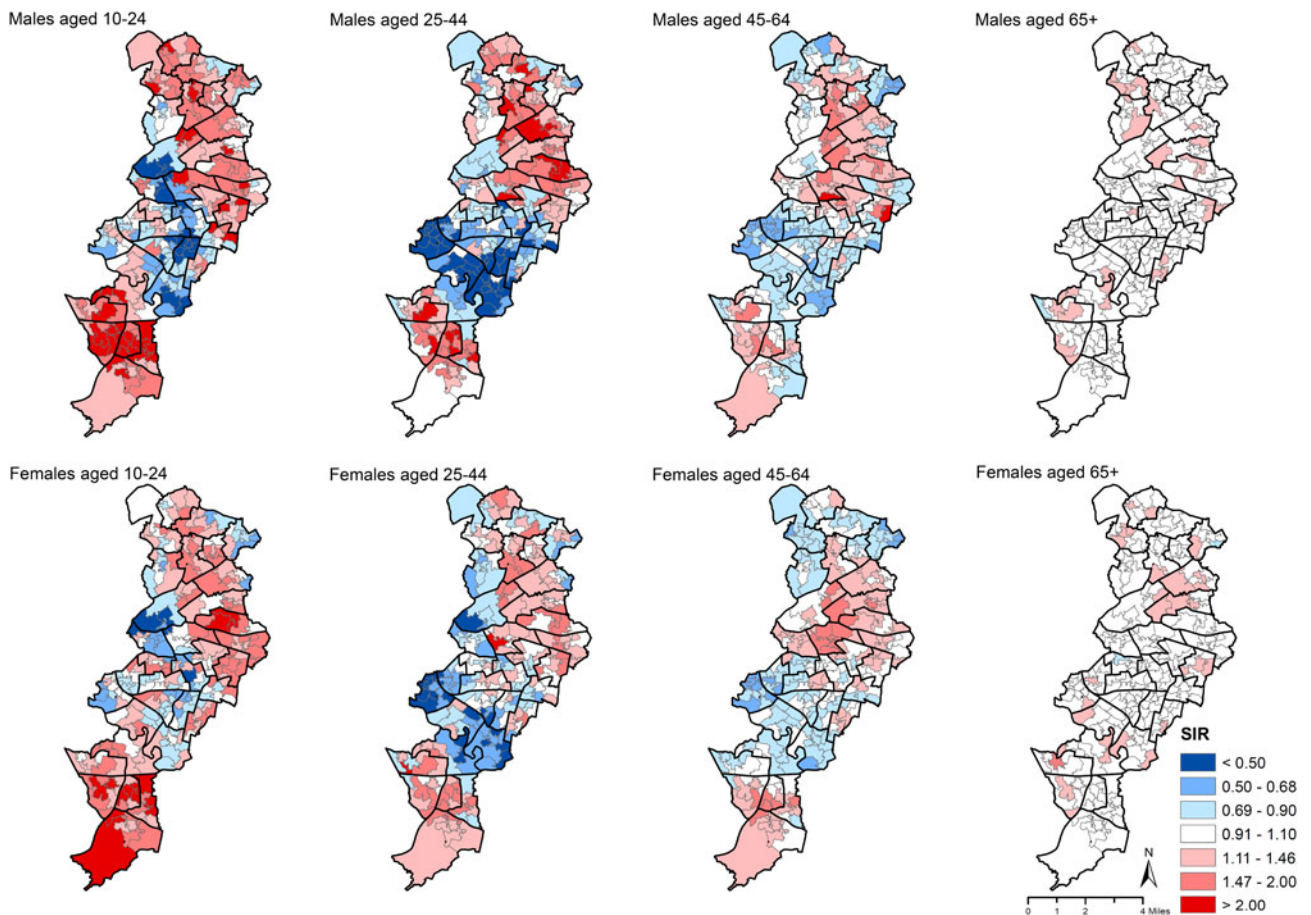 Males aged 10-24
Males aged 25-44
Males aged 45-64
Males aged 65+
Females aged 10-24
Females aged 25-44
Females aged 45-64
Females aged 65+
SIR
< 0.50
0.50 - 0.68
0.69 - 0.90
0.91 - 1.10
1.11 - 1.46
1.47 - 2.00
> 2.00
N
0 1 2 4 Miles